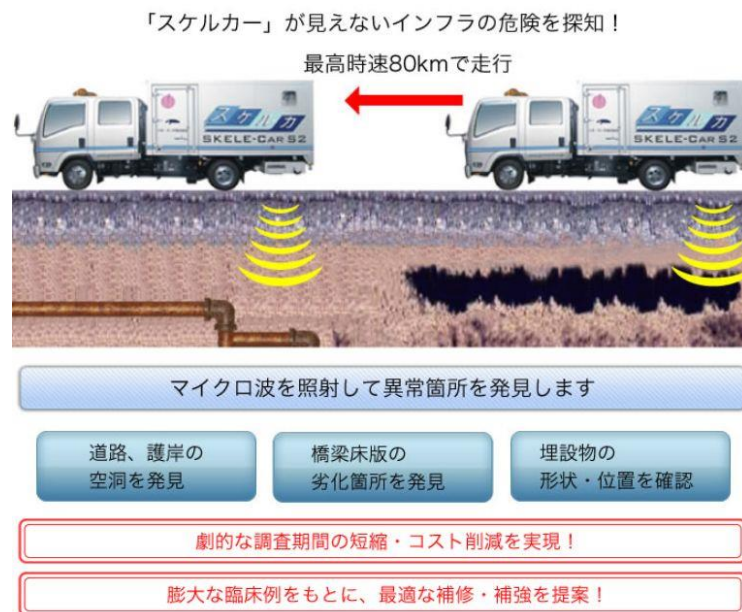 「スケルカー」が見えないインフラの危険を探知！
最高時速80kmで走行
スケルカ
SKELE-CAR S2
スケルカ
SKELE-CAR S2
マイクロ波を照射して異常箇所を発見します
道路、護岸の
空洞を発見
橋梁床版の
劣化箇所を発見
埋設物の
形状・位置を確認
劇的な調査期間の短縮・コスト削減を実現！
膨大な臨床例をもとに、最適な補修・補強を提案！